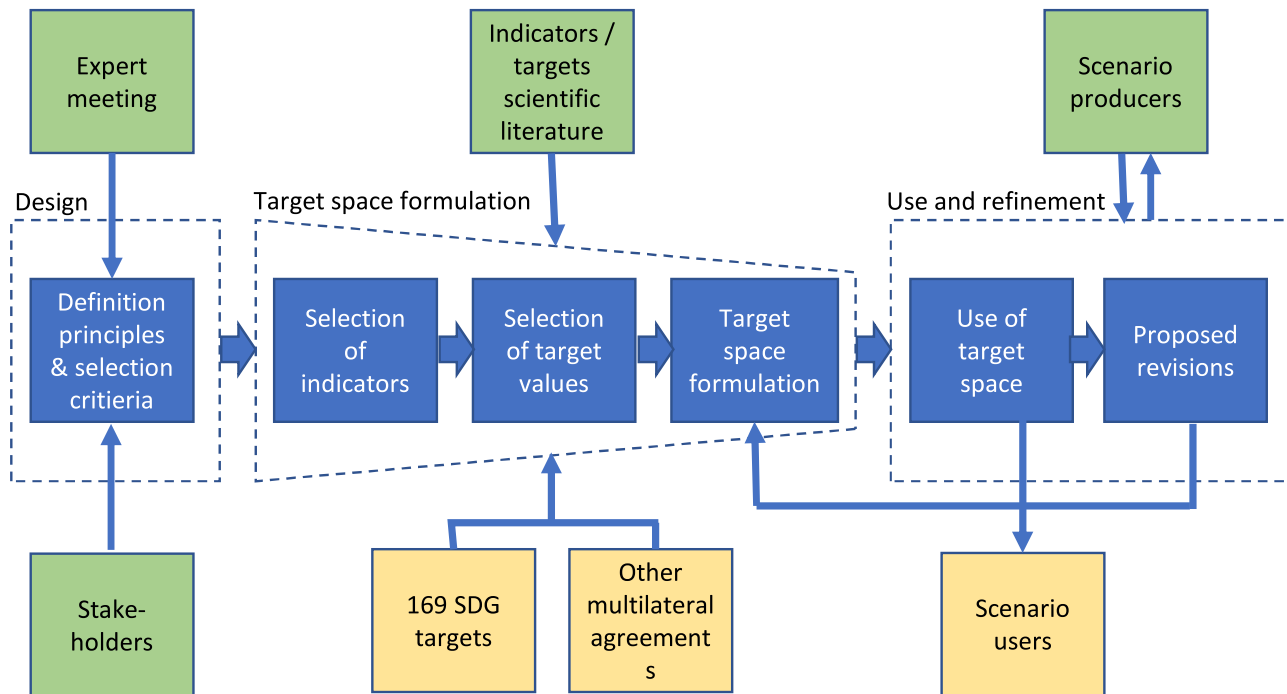 Expert
meeting
Indicators /
targets
scientific
literature
Scenario
producers
Design
Target space formulation
Use and refinement
Definition
principles
& selection
critieria
Selection
of
indicators
Selection
of target
values
Target
space
formulation
Use of
target
space
Proposed
revisions
Stake-
holders
169 SDG
targets
Other
multilateral
agreement
s
Scenario
users